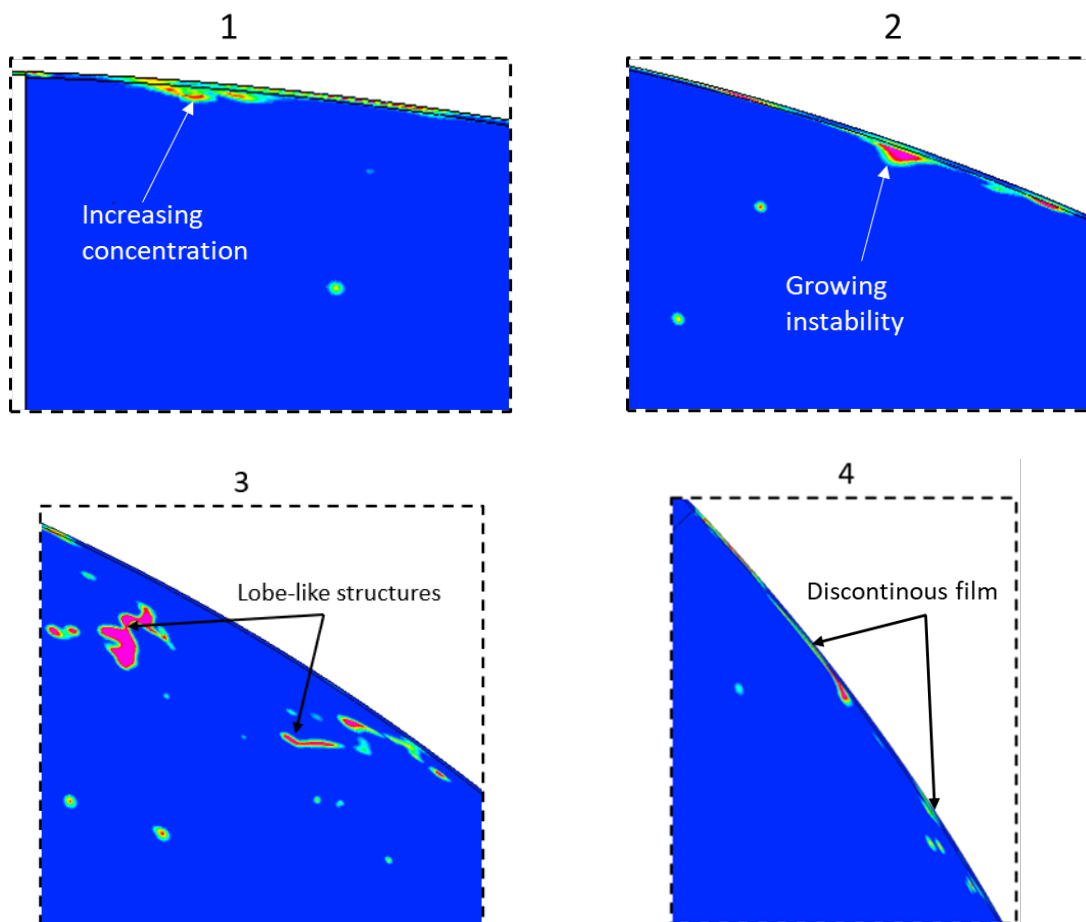 1
2
Increasing
concentration
Growing
instability
3
4
Lobe-like structures
Discontinous film